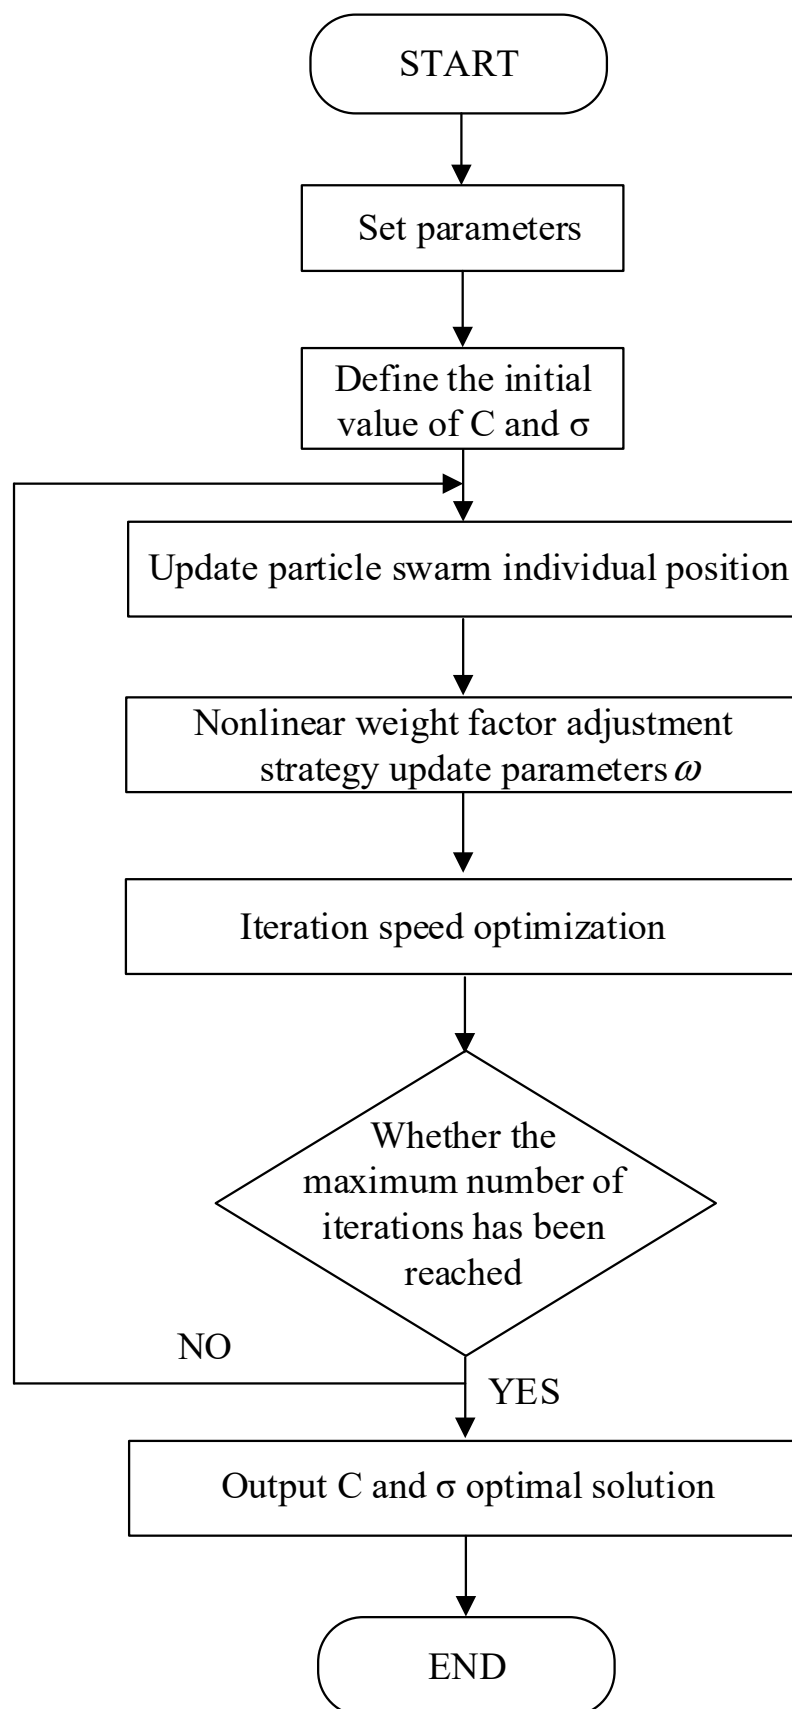 START
Set parameters
Define the initial
value of C and σ
Update particle swarm individual position
Nonlinear weight factor adjustment
strategy update parameters ω
Iteration speed optimization
Whether the
maximum number of
iterations has been
reached
NO
YES
Output C and σ optimal solution
END